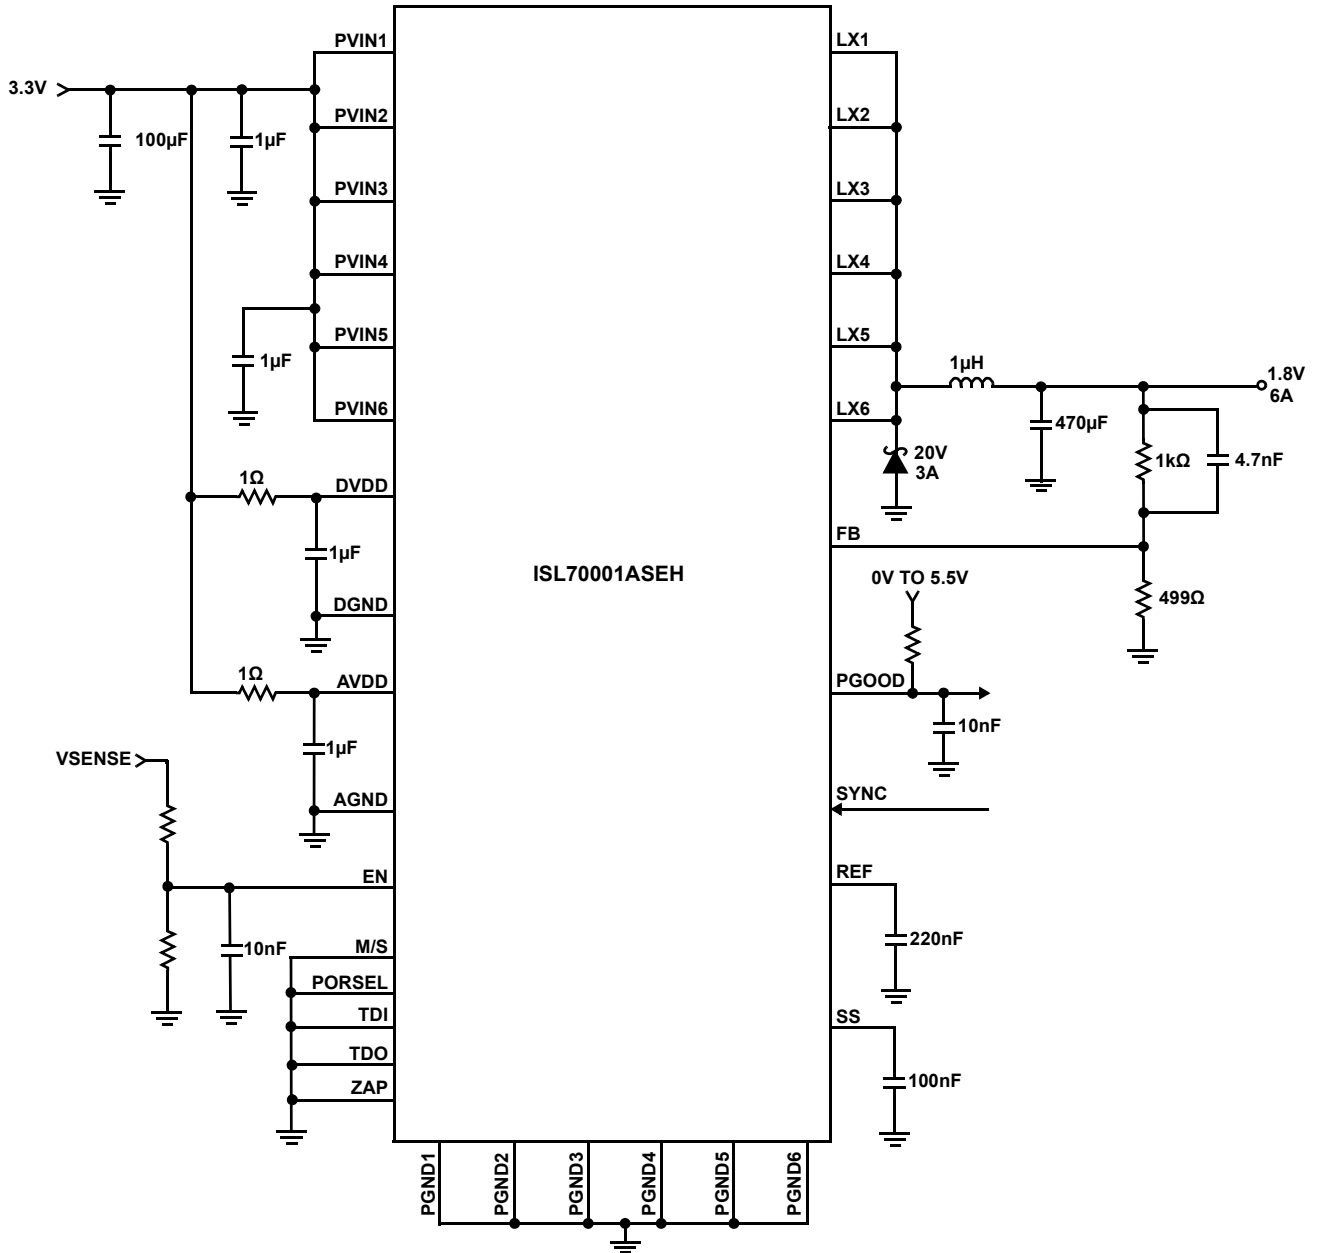 PVIN1
LX1
3.3V
PVIN2
LX2
100µF
1µF
PVIN3
LX3
PVIN4
LX4
PVIN5
LX5
1µF
1µH
1.8V
6A
PVIN6
LX6
470µF
20V
3A
1kΩ
4.7nF
1Ω
DVDD
FB
1µF
ISL70001ASEH
0V TO 5.5V
DGND
499Ω
1Ω
AVDD
PGOOD
10nF
1µF
VSENSE
AGND
SYNC
EN
REF
10nF
220nF
M/S
PORSEL
TDI
SS
TDO
ZAP
100nF
PGND1
PGND2
PGND3
PGND4
PGND5
PGND6